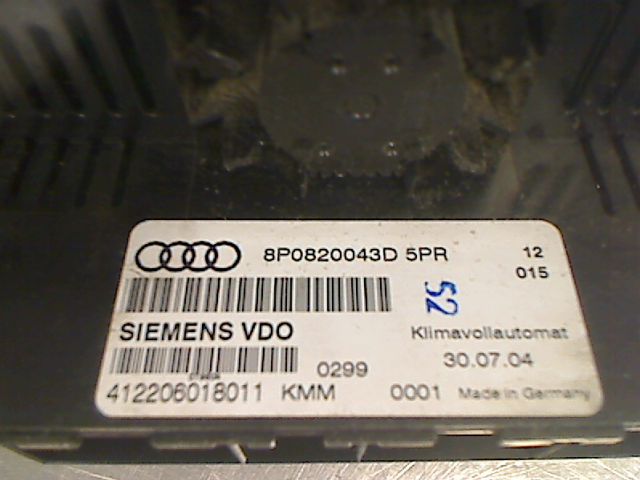 8P0820043D 5PR 12
015
52
SIEMENS VDO Klimavollautomat
0299 30.07.04
412206018011 KMM 0001 Made in Germany